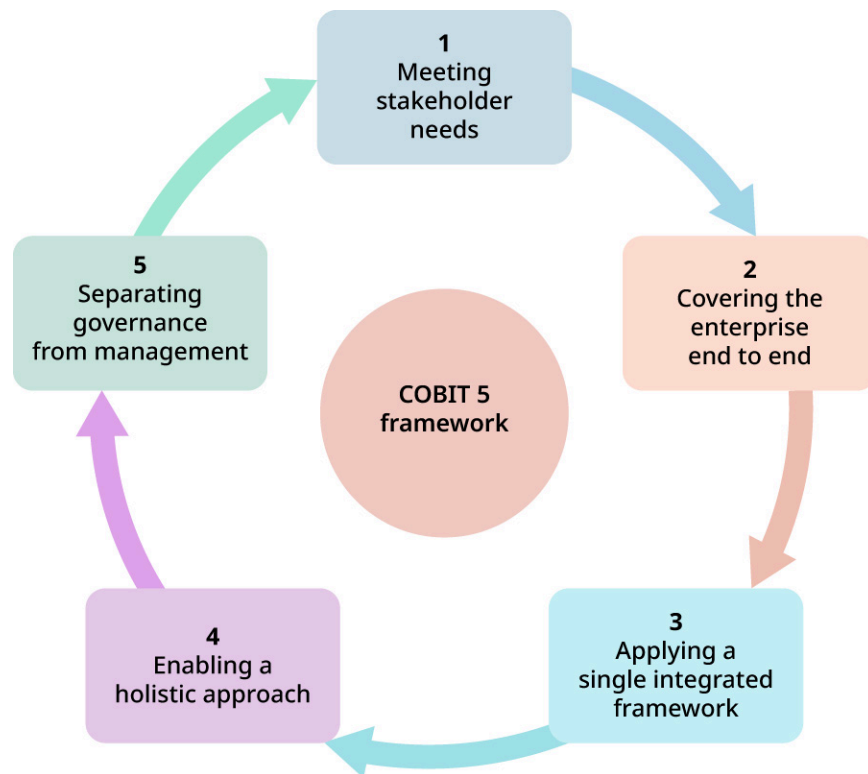 1
Meeting
stakeholder
needs
2
Covering the
enterprise
end to end
3
Applying a
single integrated
framework
4
Enabling a
holistic approach
5
Separating
governance
from management
COBIT 5
framework